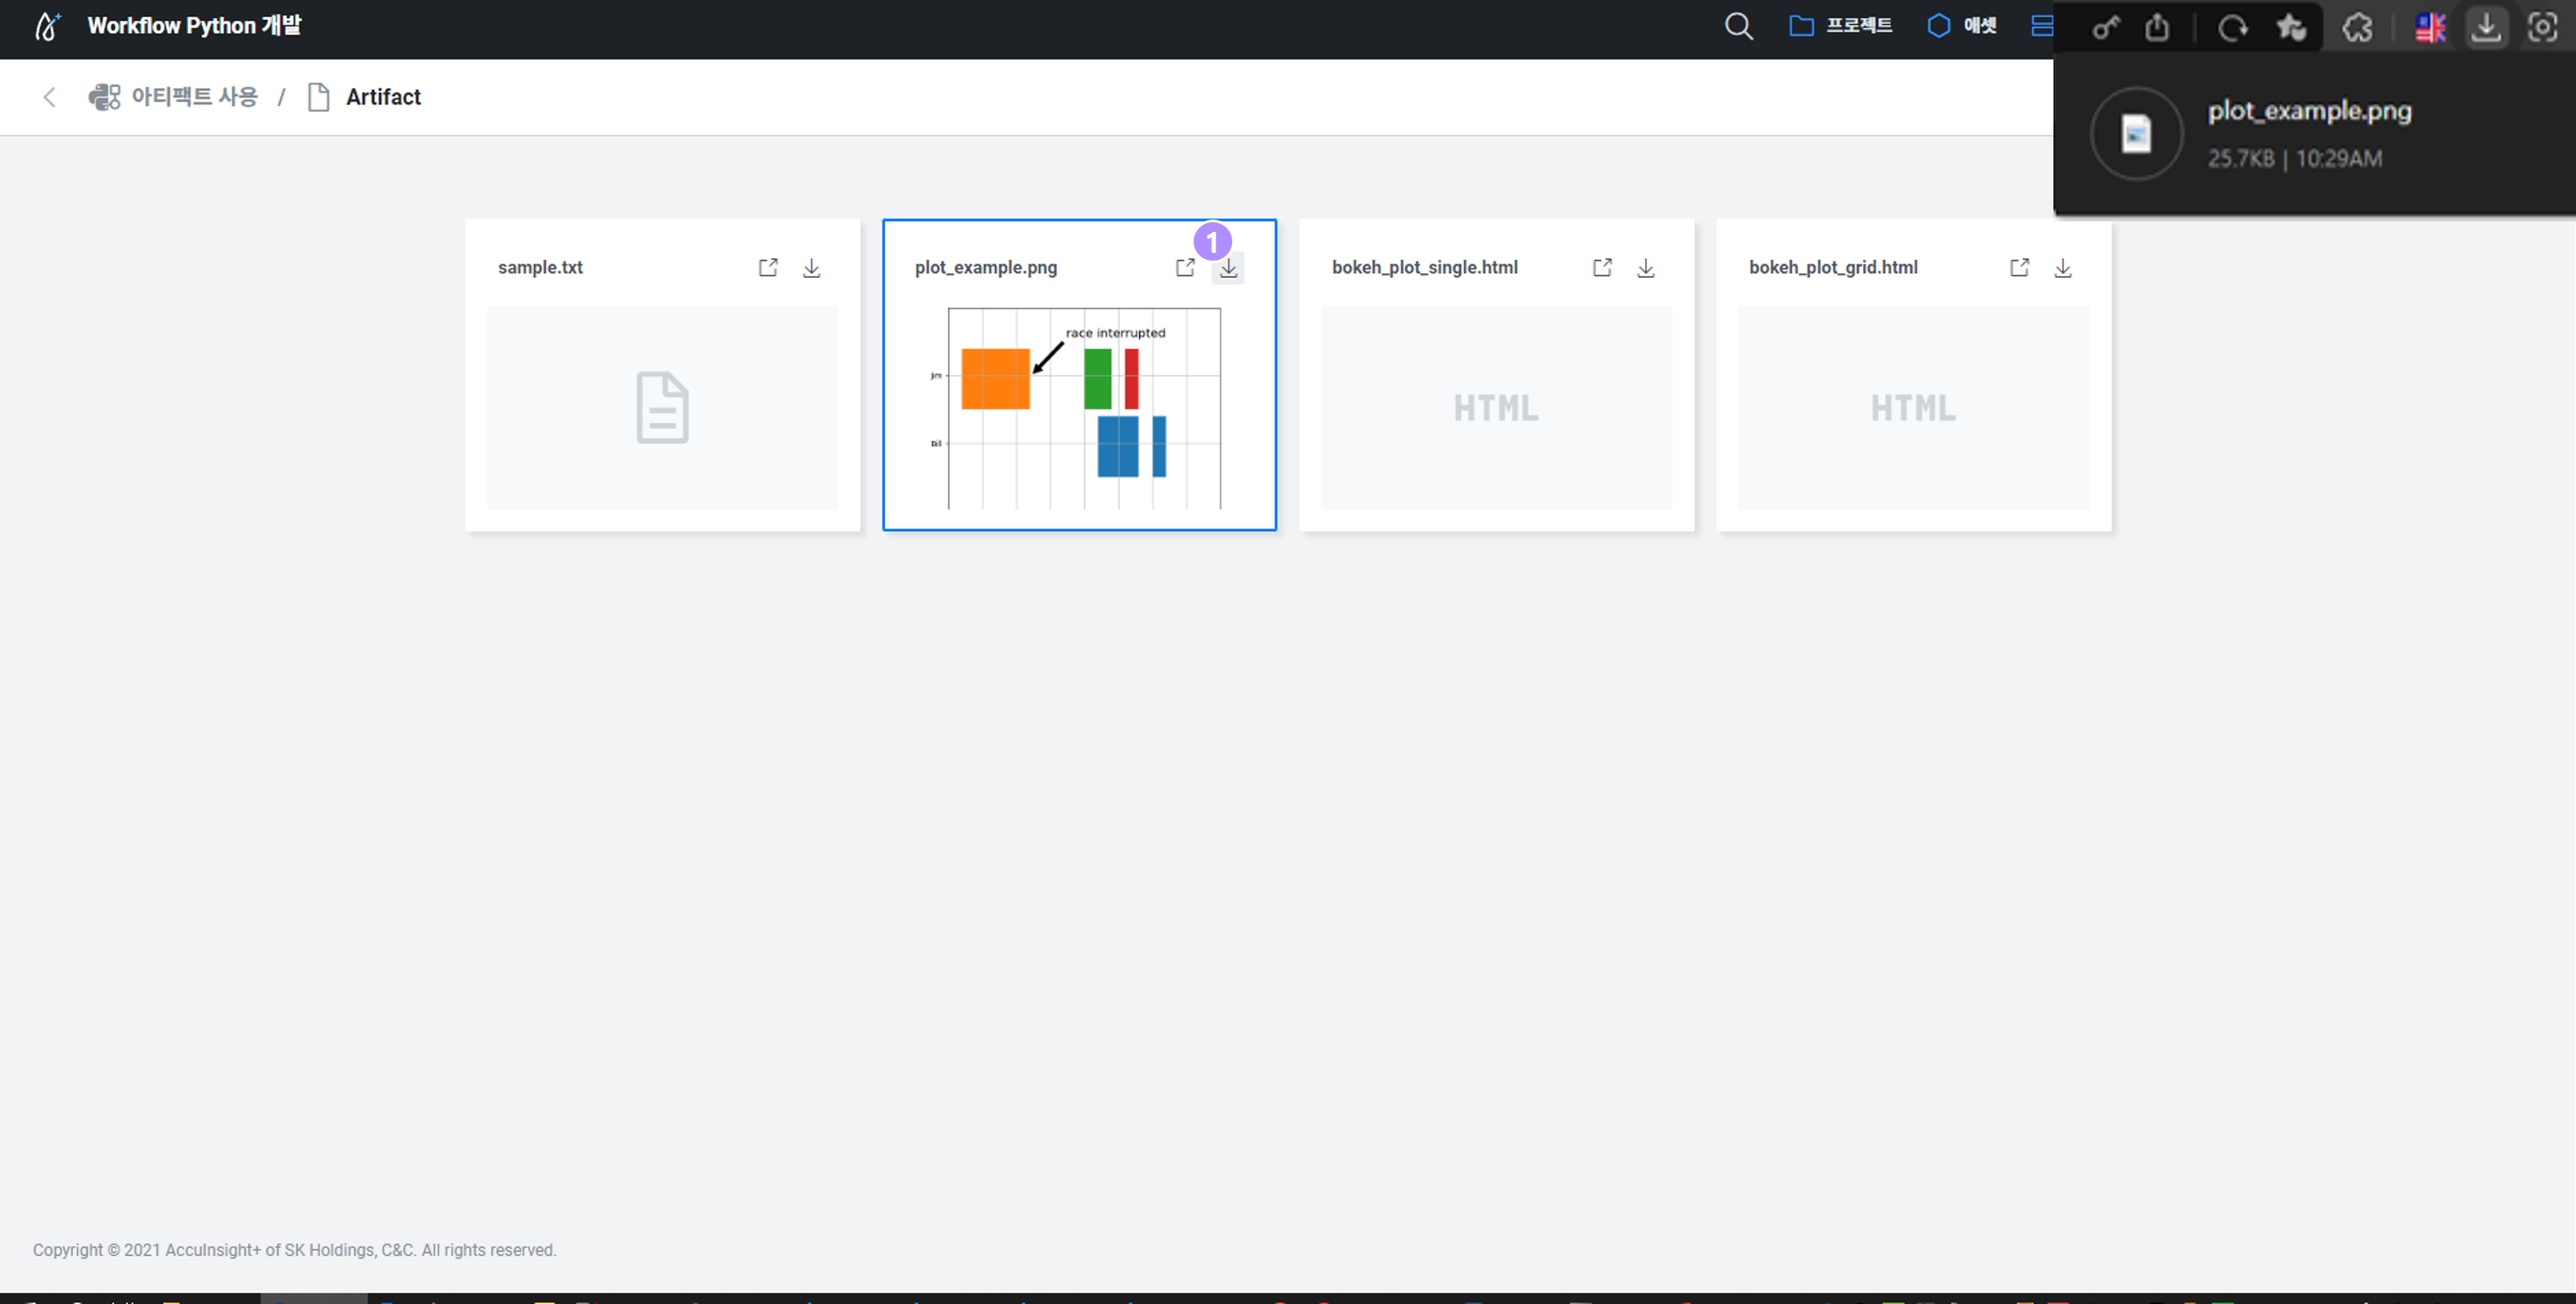 Workflow Python 개발
프로젝트
애셋
plot_example.png
25.7KB | 10:29AM
아티팩트 사용 / Artifact
1
sample.txt
plot_example.png
bokeh_plot_single.html
bokeh_plot_grid.html
race interrupted
Jim
Bill
HTML
HTML
Copyright © 2021 AccuInsight+ of SK Holdings, C&C. All rights reserved.